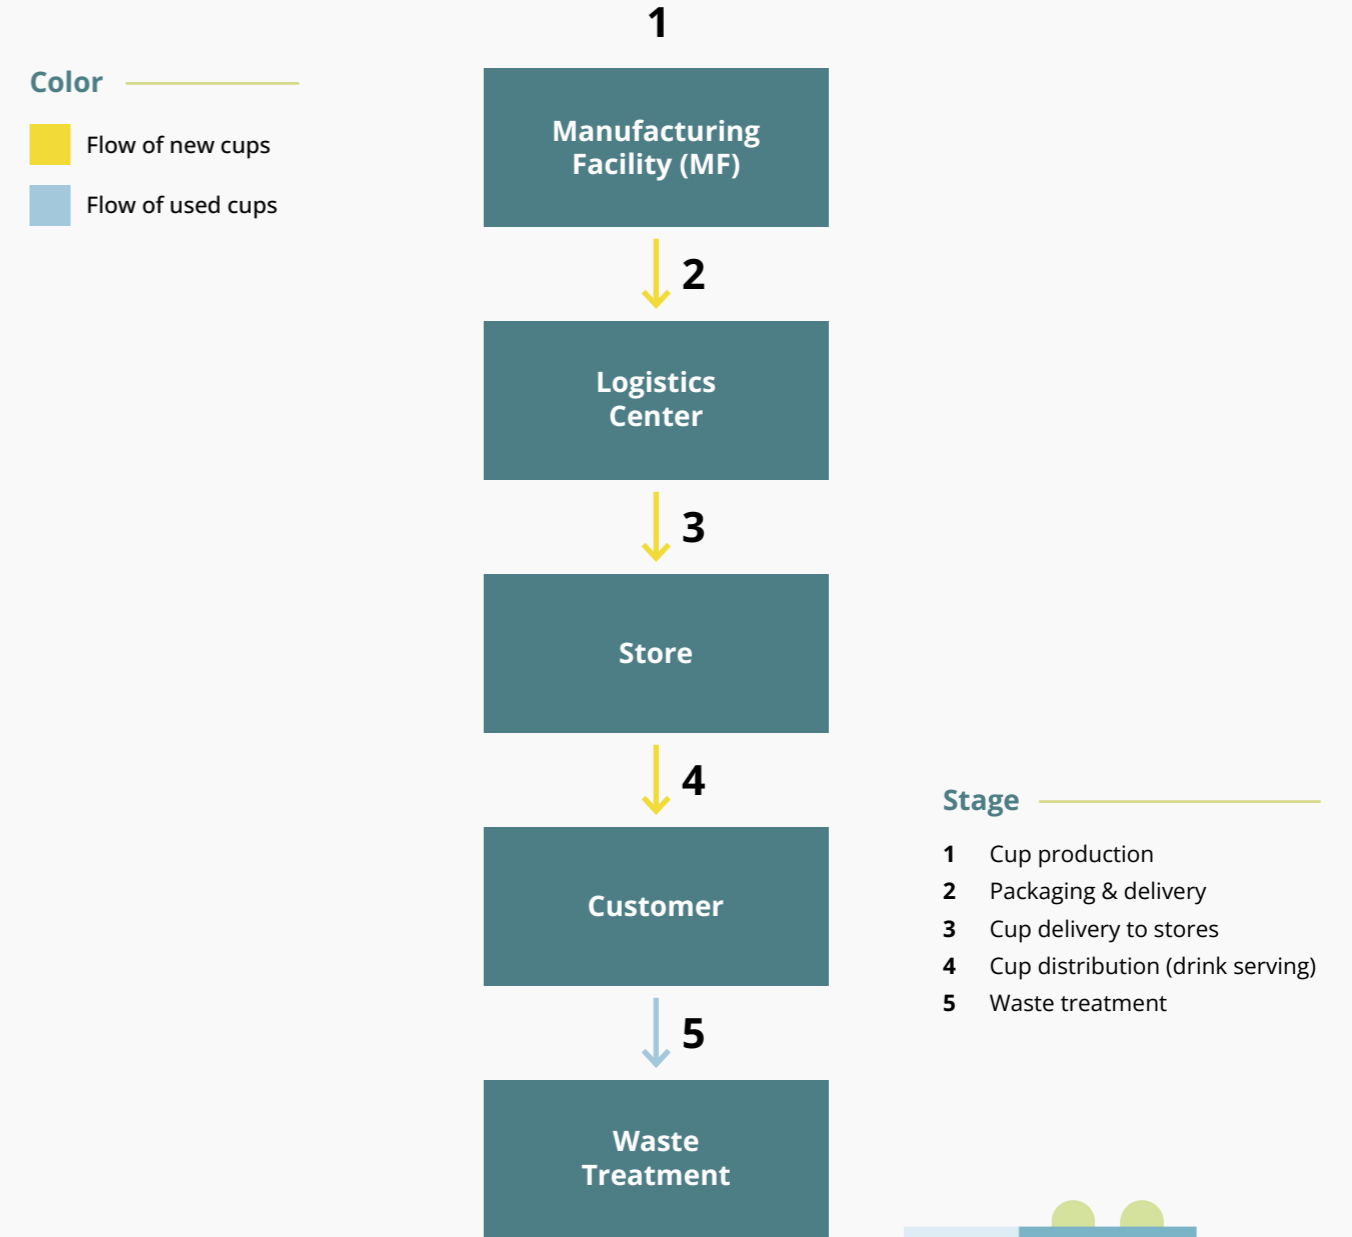 1
Color
Flow of new cups
Flow of used cups
Manufacturing
Facility (MF)
2
Logistics
Center
3
Store
4
Customer
5
Waste
Treatment
Stage
1 Cup production
2 Packaging & delivery
3 Cup delivery to stores
4 Cup distribution (drink serving)
5 Waste treatment